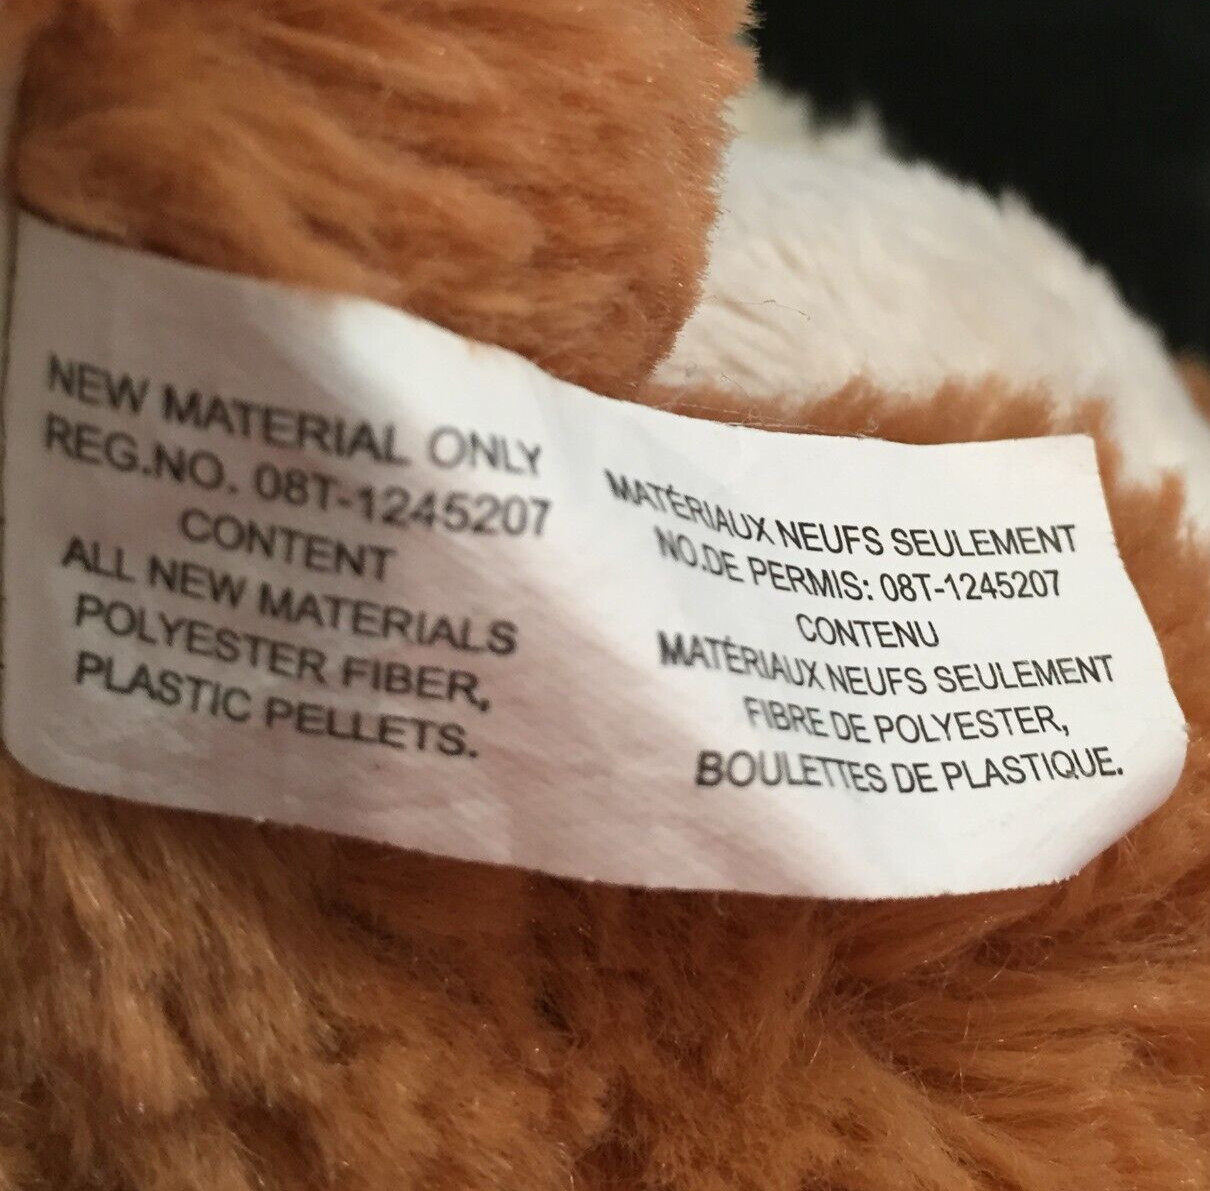 NEW MATERIAL ONLY
REG.NO. 08T-1245207
CONTENT
ALL NEW MATERIALS
POLYESTER FIBER,
PLASTIC PELLETS.
MATÉRIAUX NEUFS SEULEMENT
NO.DE PERMIS: 08T-1245207
CONTENU
MATÉRIAUX NEUFS SEULEMENT
FIBRE DE POLYESTER,
BOULETTES DE PLASTIQUE.